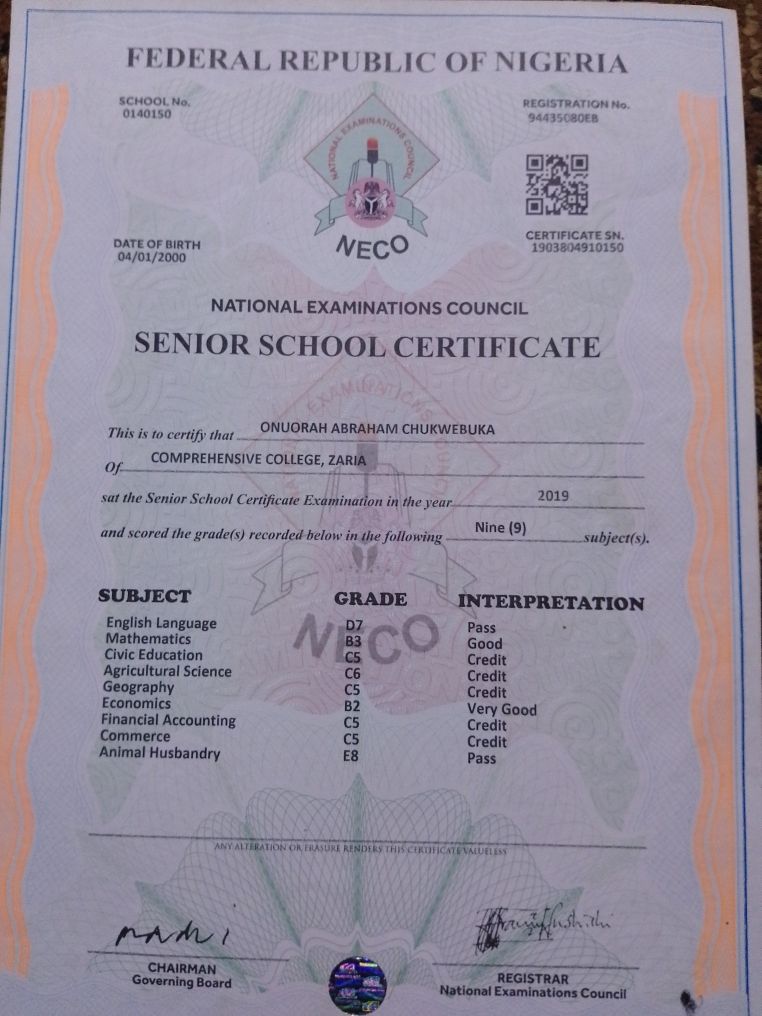 FEDERAL REPUBLIC OF NIGERIA
SCHOOL No.
0140150
REGISTRATION No.
94435080EB
NATIONAL EXAMINATIONS COUNCIL
NECO
DATE OF BIRTH
04/01/2000
CERTIFICATE SN.
1903804910150
NATIONAL EXAMINATIONS COUNCIL
SENIOR SCHOOL CERTIFICATE
This is to certify that ONUORAH ABRAHAM CHUKWEBUKA
Of COMPREHENSIVE COLLEGE, ZARIA
sat the Senior School Certificate Examination in the year 2019
and scored the grade(s) recorded below in the following Nine (9) subject(s).
SUBJECT GRADE INTERPRETATION
English Language D7 Pass
Mathematics B3 Good
Civic Education C5 Credit
Agricultural Science C6 Credit
Geography C5 Credit
Economics B2 Very Good
Financial Accounting C5 Credit
Commerce C5 Credit
Animal Husbandry E8 Pass
NECO
ANY ALTERATION OR ERASURE RENDERS THIS CERTIFICATE VALUELESS
CHAIRMAN
Governing Board
REGISTRAR
National Examinations Council